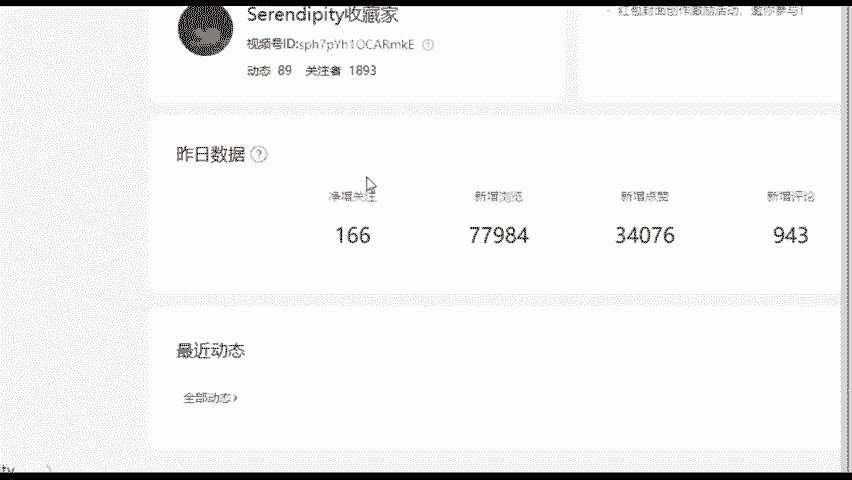 Serendipity收藏家
视频号ID:sph7pYh1OCARmkE
动态 89 关注者 1893
- 红包封面创作激励活动，邀你参与！
昨日数据
净增关注 新增浏览 新增点赞 新增评论
166 77984 34076 943
最近动态
全部动态>
ity